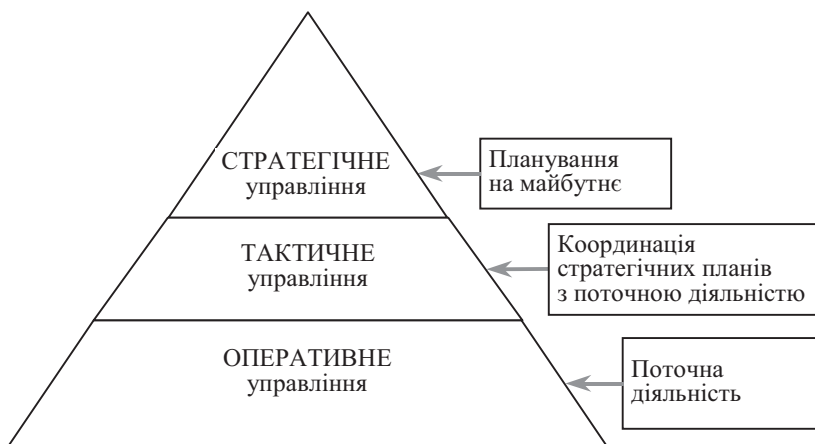 СТРАТЕГІЧНЕ
управління
Планування
на майбутнє
ТАКТИЧНЕ
управління
Координація
стратегічних планів
з поточною діяльністю
ОПЕРАТИВНЕ
управління
Поточна
діяльність